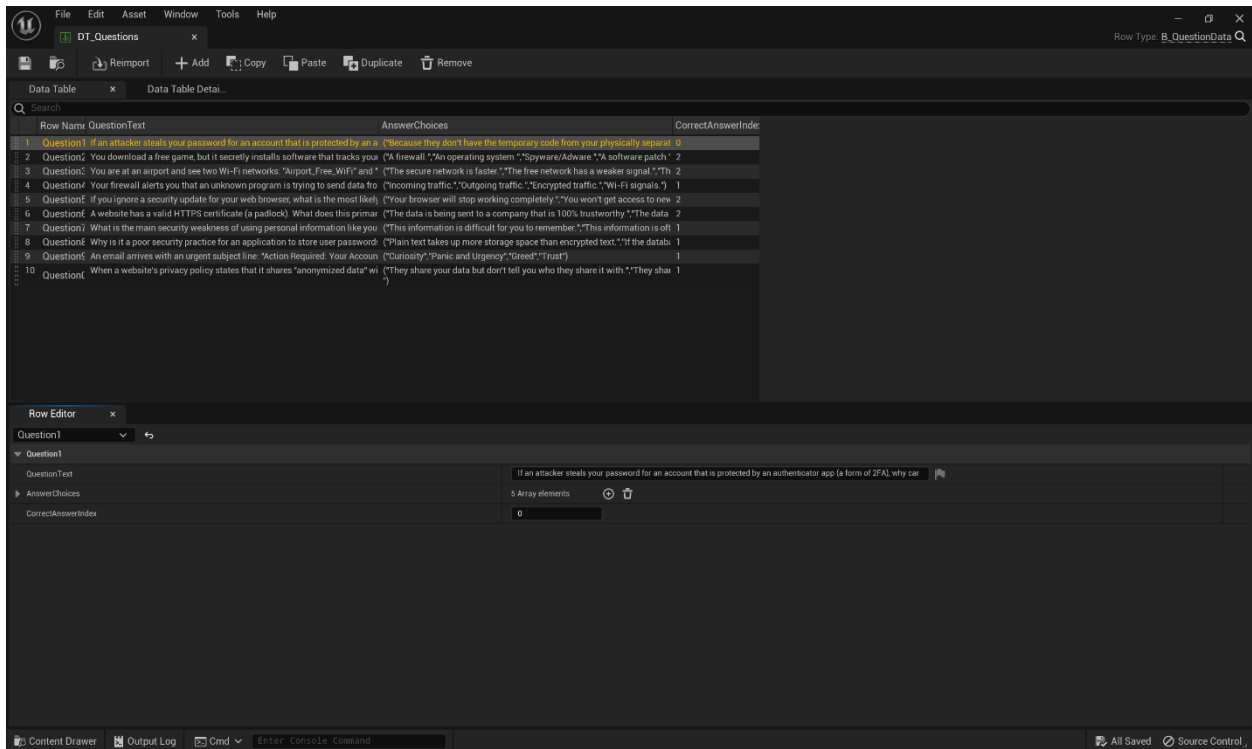 File Edit Asset Window Tools Help
DT_Questions
Row Type: B_QuestionData
Reimport Add Copy Paste Duplicate Remove
Data Table Data Table Detai...
Search
Row Name QuestionText AnswerChoices CorrectAnswerInde
1 Question1 If an attacker steals your password for an account that is protected by an a ("Because they don't have the temporary code from your physically separat 0
2 Question You download a free game, but it secretly installs software that tracks your ("A firewall.","An operating system.","Spyware/Adware.","A software patch." 2
3 Question You are at an airport and see two Wi-Fi networks: "Airport_Free_WiFi" and " ("The secure network is faster.","The free network has a weaker signal.","Th 2
4 Question Your firewall alerts you that an unknown program is trying to send data fro ("Incoming traffic.","Outgoing traffic.","Encrypted traffic.","Wi-Fi signals.") 1
5 Question If you ignore a security update for your web browser, what is the most likely ("Your browser will stop working completely.","You won't get access to new 2
6 Question A website has a valid HTTPS certificate (a padlock). What does this primar ("The data is being sent to a company that is 100% trustworthy.","The data 2
7 Question What is the main security weakness of using personal information like you ("This information is difficult for you to remember.","This information is oft 1
8 Question Why is it a poor security practice for an application to store user passwords ("Plain text takes up more storage space than encrypted text.","If the databa 1
9 Question An email arrives with an urgent subject line: "Action Required: Your Accoun ("Curiosity","Panic and Urgency","Greed","Trust") 1
10 Question When a website's privacy policy states that it shares "anonymized data" wi ("They share your data but don't tell you who they share it with.","They shar 1
")
Row Editor
Question1
Question1
QuestionText If an attacker steals your password for an account that is protected by an authenticator app (a form of 2FA), why can
AnswerChoices 5 Array elements
CorrectAnswerIndex 0
Content Drawer Output Log Cmd Enter Console Command All Saved Source Control